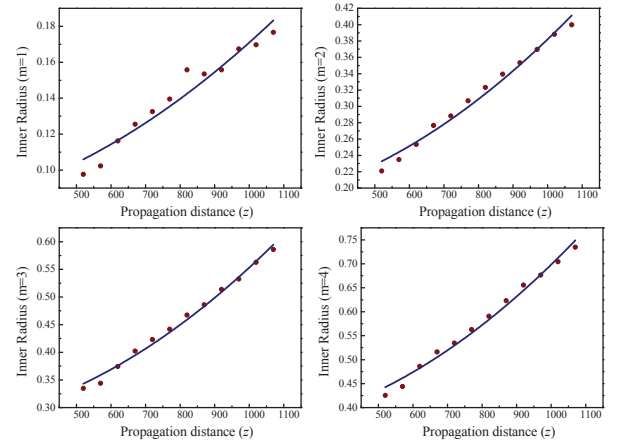 Inner Radius (m=1)
0.18
0.16
0.14
0.12
0.10
500 600 700 800 900 1000 1100
Propagation distance (z)
Inner Radius (m=2)
0.42
0.40
0.38
0.36
0.34
0.32
0.30
0.28
0.26
0.24
0.22
0.20
500 600 700 800 900 1000 1100
Propagation distance (z)
Inner Radius (m=3)
0.60
0.55
0.50
0.45
0.40
0.35
0.30
500 600 700 800 900 1000 1100
Propagation distance (z)
Inner Radius (m=4)
0.75
0.70
0.65
0.60
0.55
0.50
0.45
0.40
500 600 700 800 900 1000 1100
Propagation distance (z)